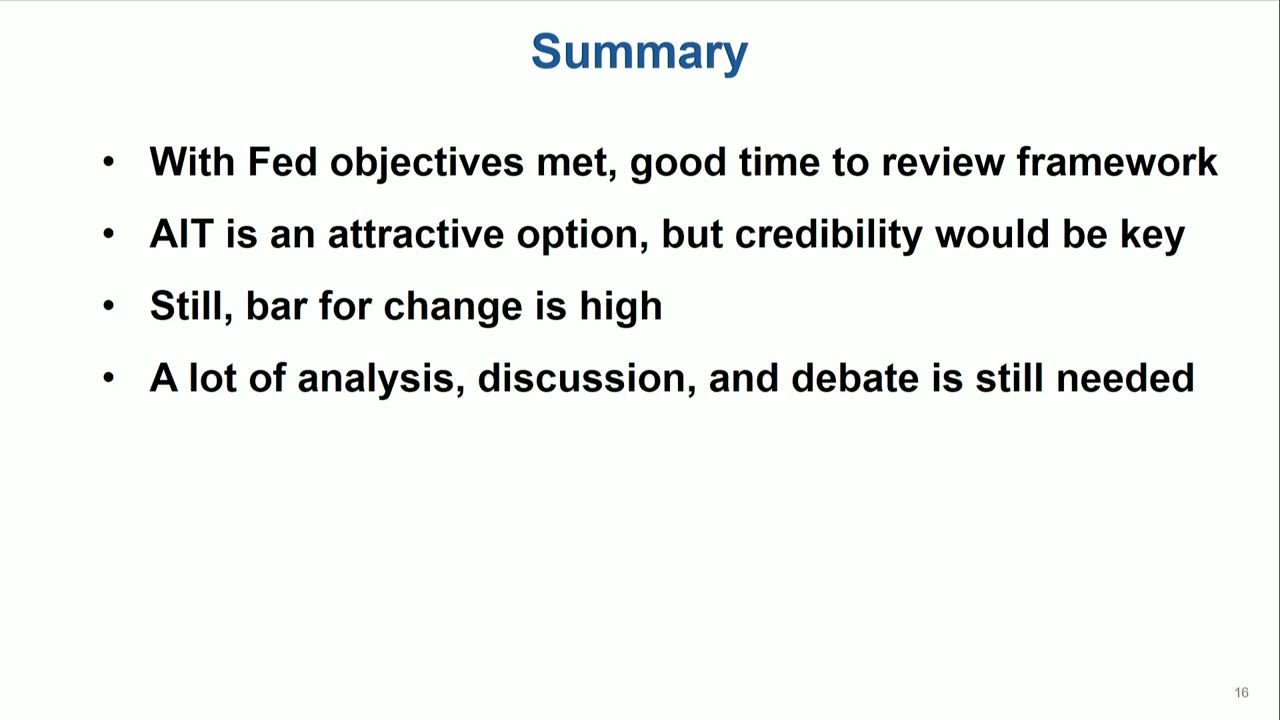 Summary
• With Fed objectives met, good time to review framework
• AIT is an attractive option, but credibility would be key
• Still, bar for change is high
• A lot of analysis, discussion, and debate is still needed
16